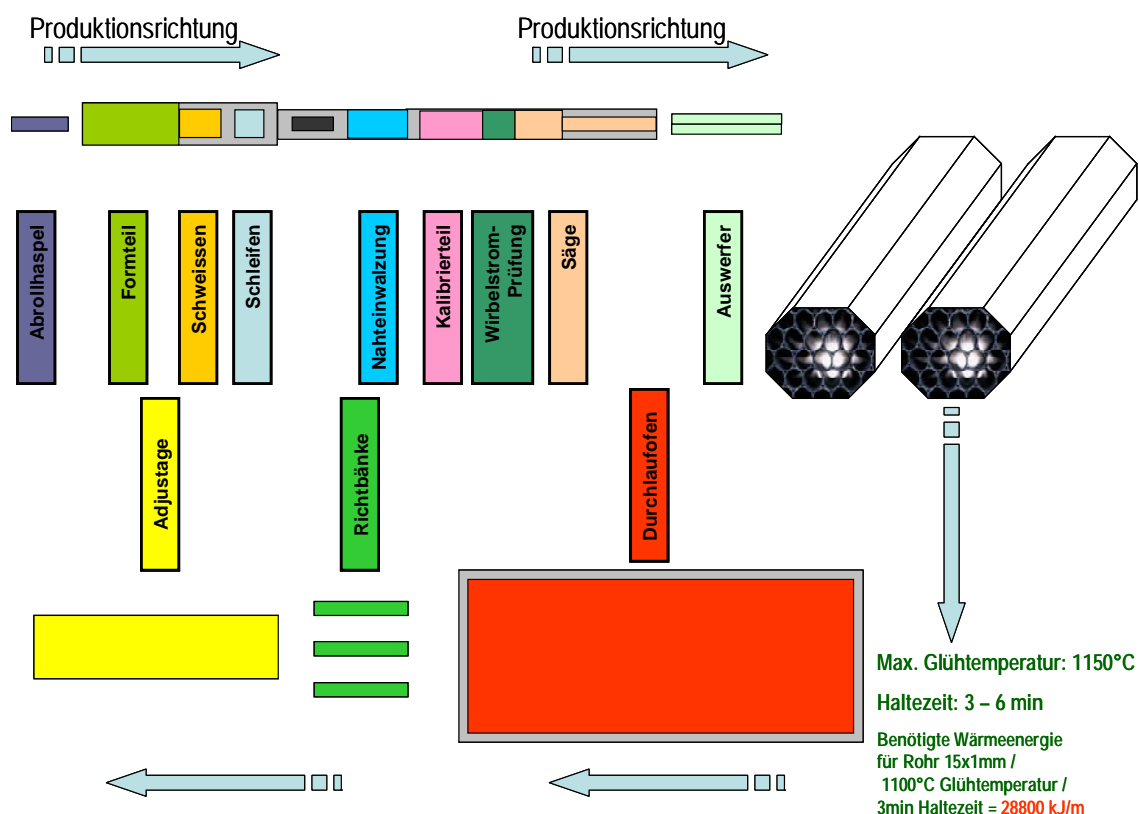 Produktionsrichtung
Produktionsrichtung
Abrollhaspel
Formteil
Schweissen
Schleifen
Nahteinwalzung
Kalibrierteil
Wirbelstrom-
Prüfung
Säge
Auswerfer
Adjustage
Richtbänke
Durchlaufofen
Max. Glühtemperatur: 1150°C
Haltezeit: 3 – 6 min
Benötigte Wärmeenergie
für Rohr 15x1mm /
1100°C Glühtemperatur /
3min Haltezeit = 28800 kJ/m